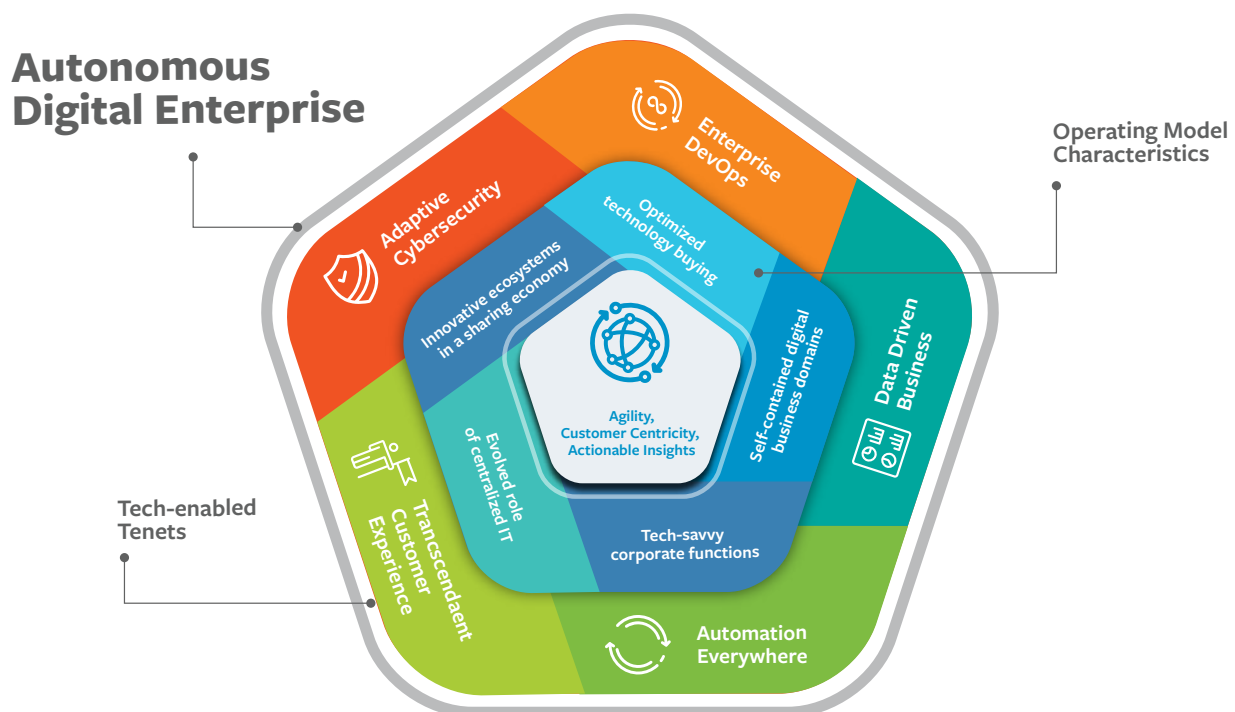 Autonomous
Digital Enterprise
Operating Model
Characteristics
Tech-enabled
Tenets
Enterprise
DevOps
Adaptive
Cybersecurity
Data Driven
Business
Trancscendaent
Customer
Experience
Automation
Everywhere
Optimized
technology buying
Innovative ecosystems
in a sharing economy
Self-contained digital
business domains
Evolved role
of centralized IT
Tech-savvy
corporate functions
Agility,
Customer Centricity,
Actionable Insights